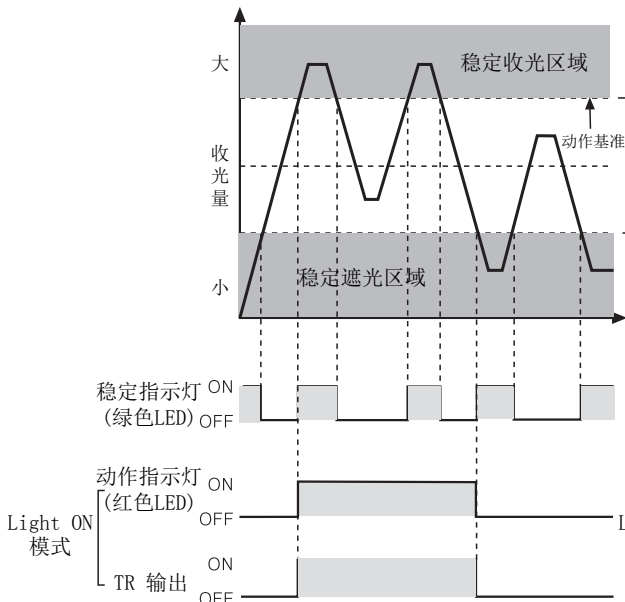 大
稳定收光区域
动作基准
收
光
量
稳定遮光区域
小
稳定指示灯 ON
(绿色LED) OFF
动作指示灯 ON
(红色LED)
OFF
Light ON
模式
L
ON
TR 输出
OFF